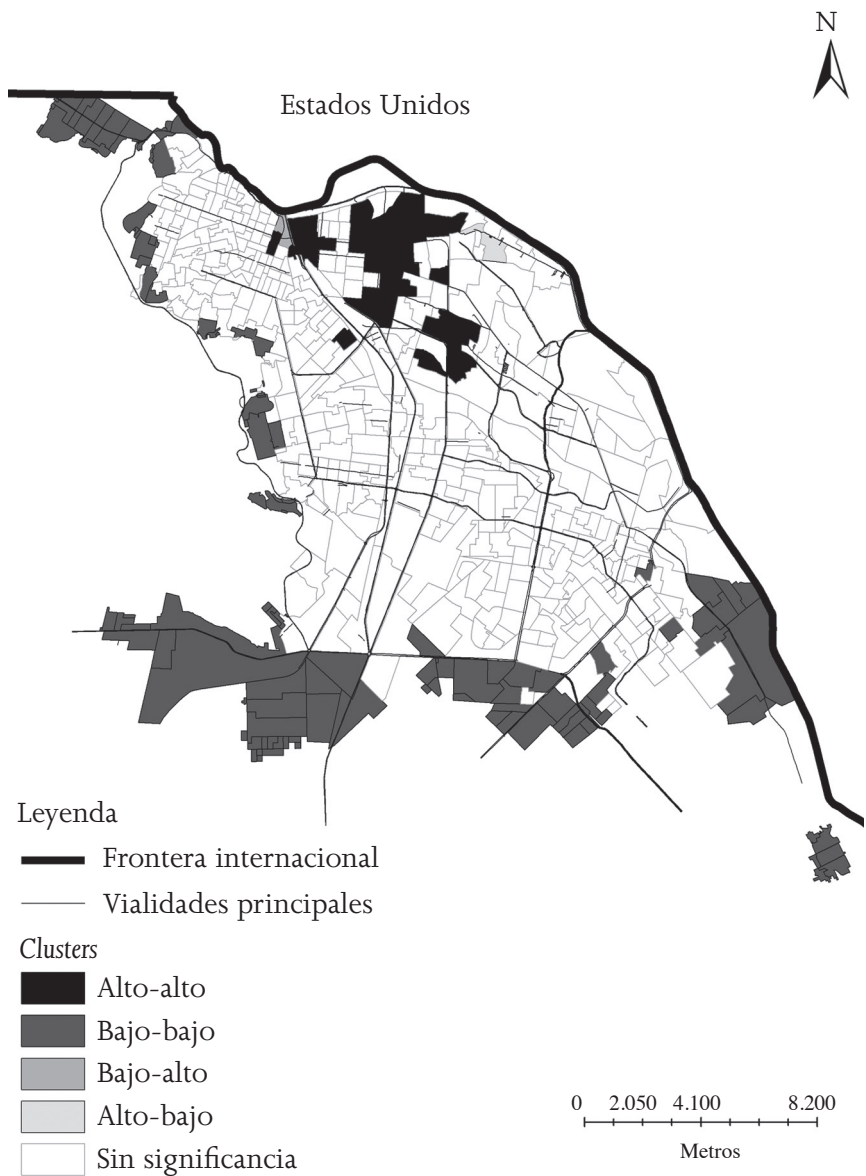 N
Estados Unidos
Leyenda
Frontera internacional
Vialidades principales
Clusters
Alto-alto
Bajo-bajo
Bajo-alto
Alto-bajo
Sin significancia
0 2.050 4.100 8.200
Metros